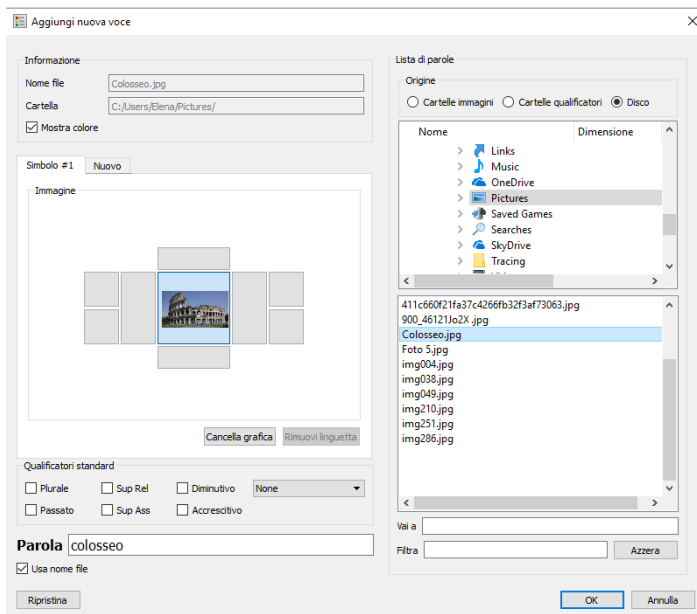 Aggiungi nuova voce
Informazione
Nome file
Colosseo.jpg
Cartella
C:/Users/Elena/Pictures/
Mostra colore
Simbolo #1
Nuovo
Immagine
Cancella grafica
Rimuovi linguetta
Qualificatori standard
Plurale
Sup Rel
Diminutivo
None
Passato
Sup Ass
Accrescitivo
Parola
colosseo
Usa nome file
Ripristina
Lista di parole
Origine
Cartelle immagini
Cartelle qualificatori
Disco
Nome
Dimensione
Links
Music
OneDrive
Pictures
Saved Games
Searches
SkyDrive
Tracing
411c660f21fa37c4266fb32f3af73063.jpg
900_46121Jo2X .jpg
Colosseo.jpg
Foto 5.jpg
img004.jpg
img038.jpg
img049.jpg
img210.jpg
img251.jpg
img286.jpg
Vai a
Filtra
Azzera
OK
Annulla